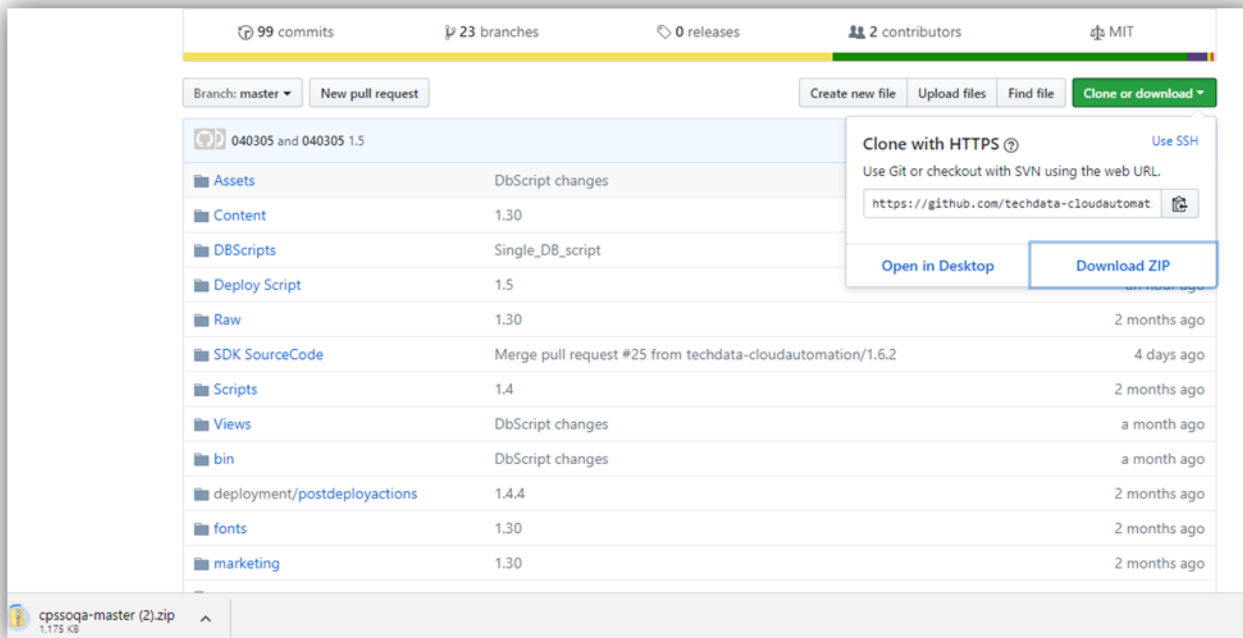 99 commits 23 branches 0 releases 2 contributors MIT
Branch: master New pull request Create new file Upload files Find file Clone or download
040305 and 040305 1.5
Clone with HTTPS Use SSH
Use Git or checkout with SVN using the web URL.
https://github.com/techdata-cloudautomat
Open in Desktop Download ZIP
Assets DbScript changes
Content 1.30
DBScripts Single_DB_script
Deploy Script 1.5 an hour ago
Raw 1.30 2 months ago
SDK SourceCode Merge pull request #25 from techdata-cloudautomation/1.6.2 4 days ago
Scripts 1.4 2 months ago
Views DbScript changes a month ago
bin DbScript changes a month ago
deployment/postdeployactions 1.4.4 2 months ago
fonts 1.30 2 months ago
marketing 1.30 2 months ago
cpssoqa-master (2).zip
1,175 KB